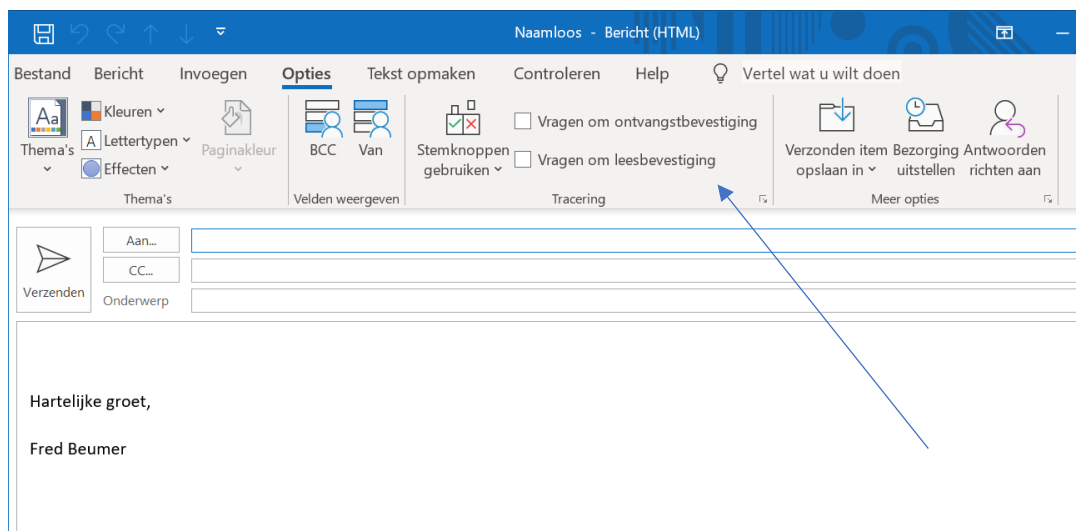 Naamloos - Bericht (HTML)
Bestand Bericht Invoegen Opties Tekst opmaken Controleren Help Vertel wat u wilt doen
Aa
Thema's
Kleuren
A Lettertypen
Effecten
Paginakleur
Thema's
BCC Van
Velden weergeven
Stemknoppen
gebruiken
Vragen om ontvangstbevestiging
Vragen om leesbevestiging
Tracering
Verzonden item
opslaan in
Bezorging
uitstellen
Antwoorden
richten aan
Meer opties
Verzenden
Aan...
CC...
Onderwerp
Hartelijke groet,
Fred Beumer